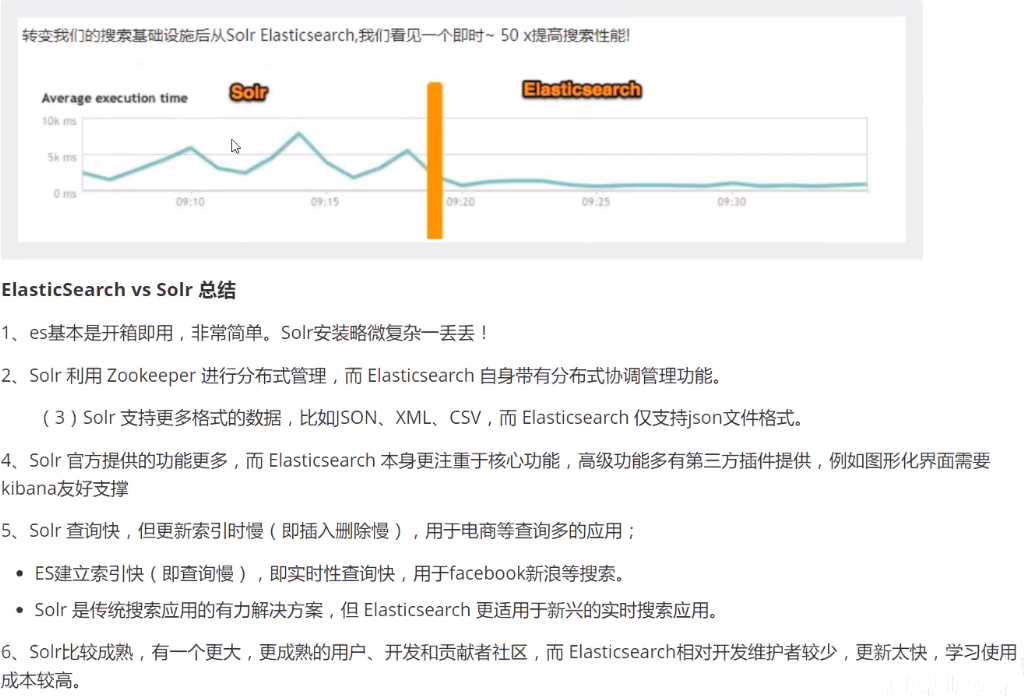 转变我们的搜索基础设施后从Solr Elasticsearch,我们看见一个即时~ 50 x提高搜索性能!
Solr
Elasticsearch
Average execution time
10k ms
5k ms
0 ms
09:10
09:15
09:20
09:25
09:30
ElasticSearch vs Solr 总结
1、es基本是开箱即用，非常简单。Solr安装略微复杂一丢丢！
2、Solr 利用 Zookeeper 进行分布式管理，而 Elasticsearch 自身带有分布式协调管理功能。
（3）Solr 支持更多格式的数据，比如JSON、XML、CSV，而 Elasticsearch 仅支持json文件格式。
4、Solr 官方提供的功能更多，而 Elasticsearch 本身更注重于核心功能，高级功能多有第三方插件提供，例如图形化界面需要
kibana友好支撑
5、Solr 查询快，但更新索引时慢（即插入删除慢），用于电商等查询多的应用；
• ES建立索引快（即查询慢），即实时性查询快，用于facebook新浪等搜索。
• Solr 是传统搜索应用的有力解决方案，但 Elasticsearch 更适用于新兴的实时搜索应用。
6、Solr比较成熟，有一个更大，更成熟的用户、开发和贡献者社区，而 Elasticsearch相对开发维护者较少，更新太快，学习使用
成本较高。